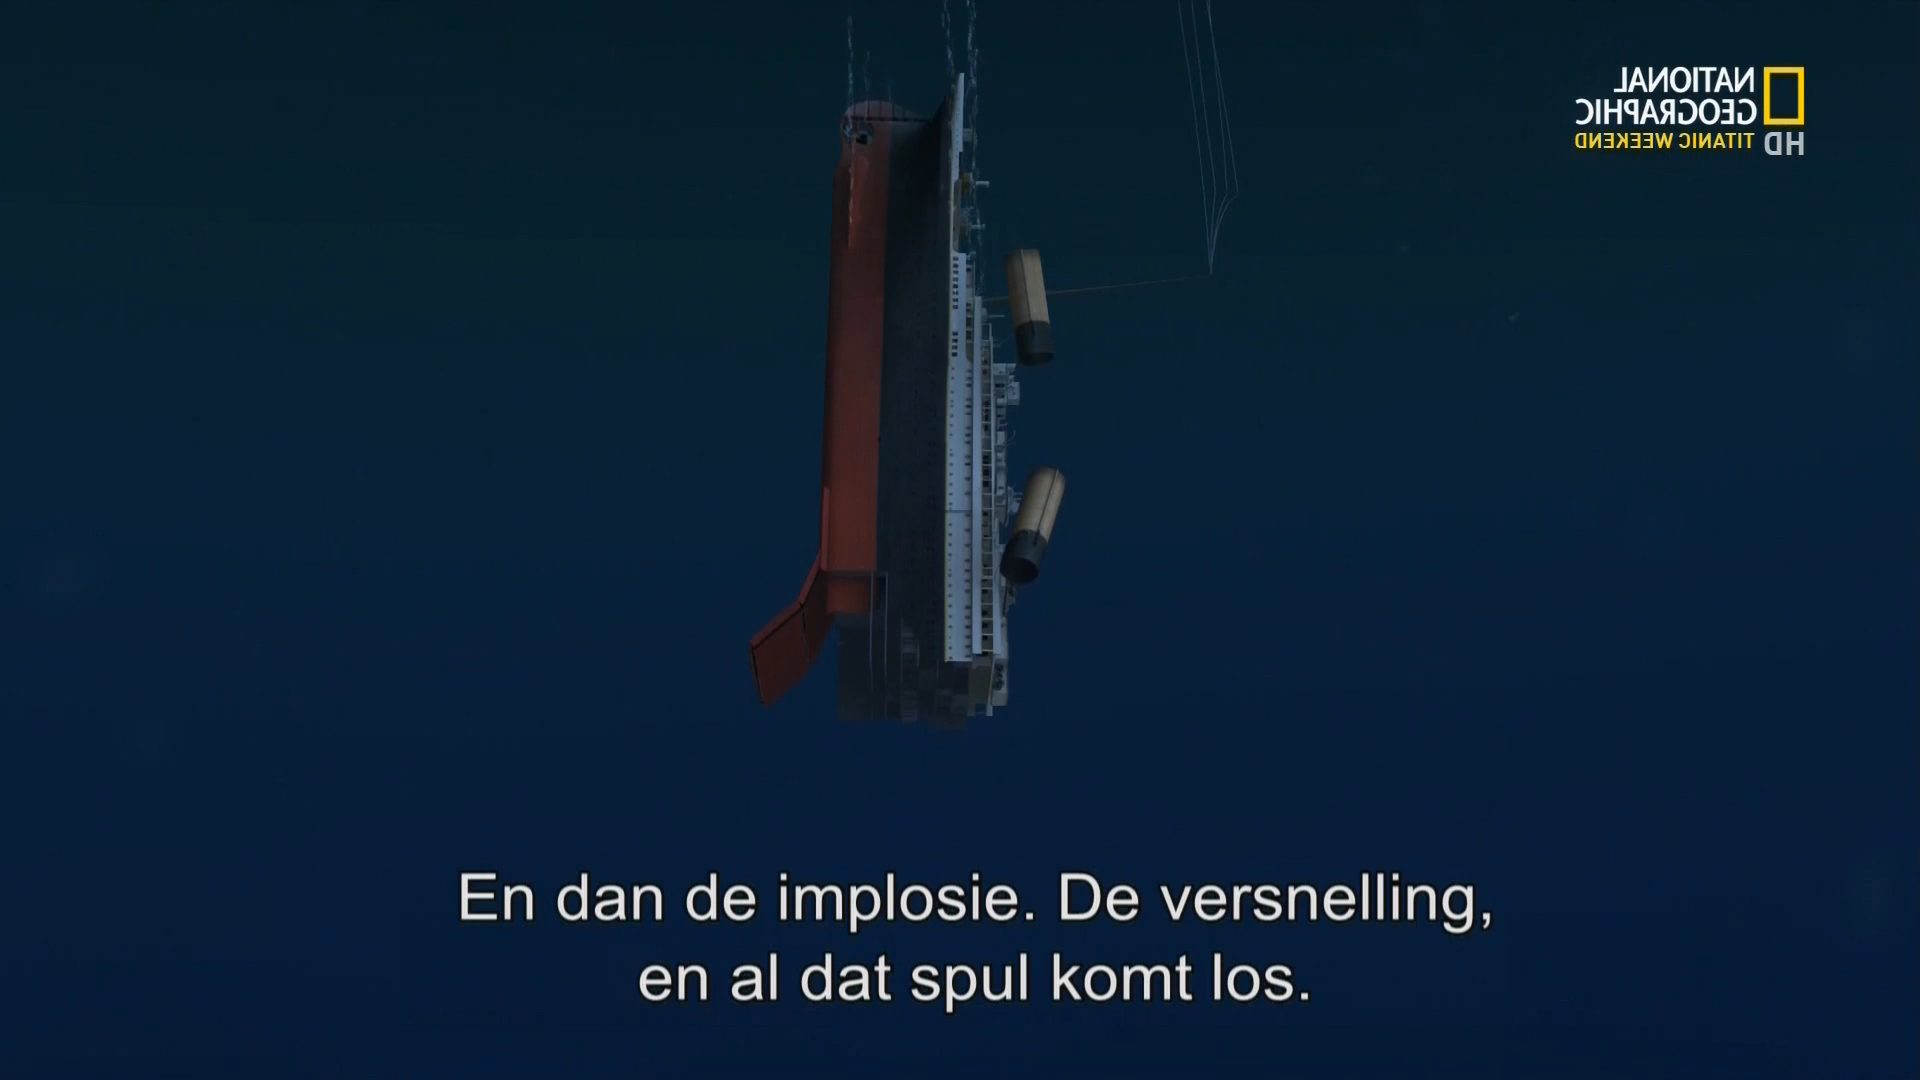 NATIONAL
GEOGRAPHIC
HD TITANIC WEEKEND
En dan de implosie. De versnelling,
en al dat spul komt los.